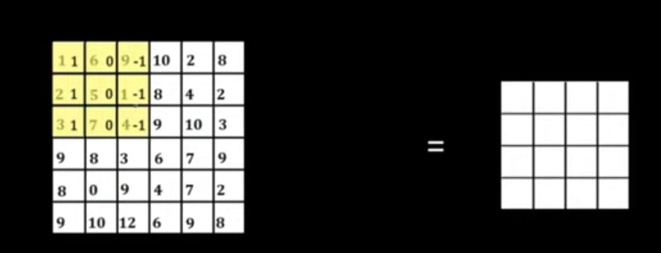 1 1 6 0 9 -1 10 2 8
2 1 5 0 1 -1 8 4 2
3 1 7 0 4 -1 9 10 3
9 8 3 6 7 9
=
8 0 9 4 7 2
9 10 12 6 9 8